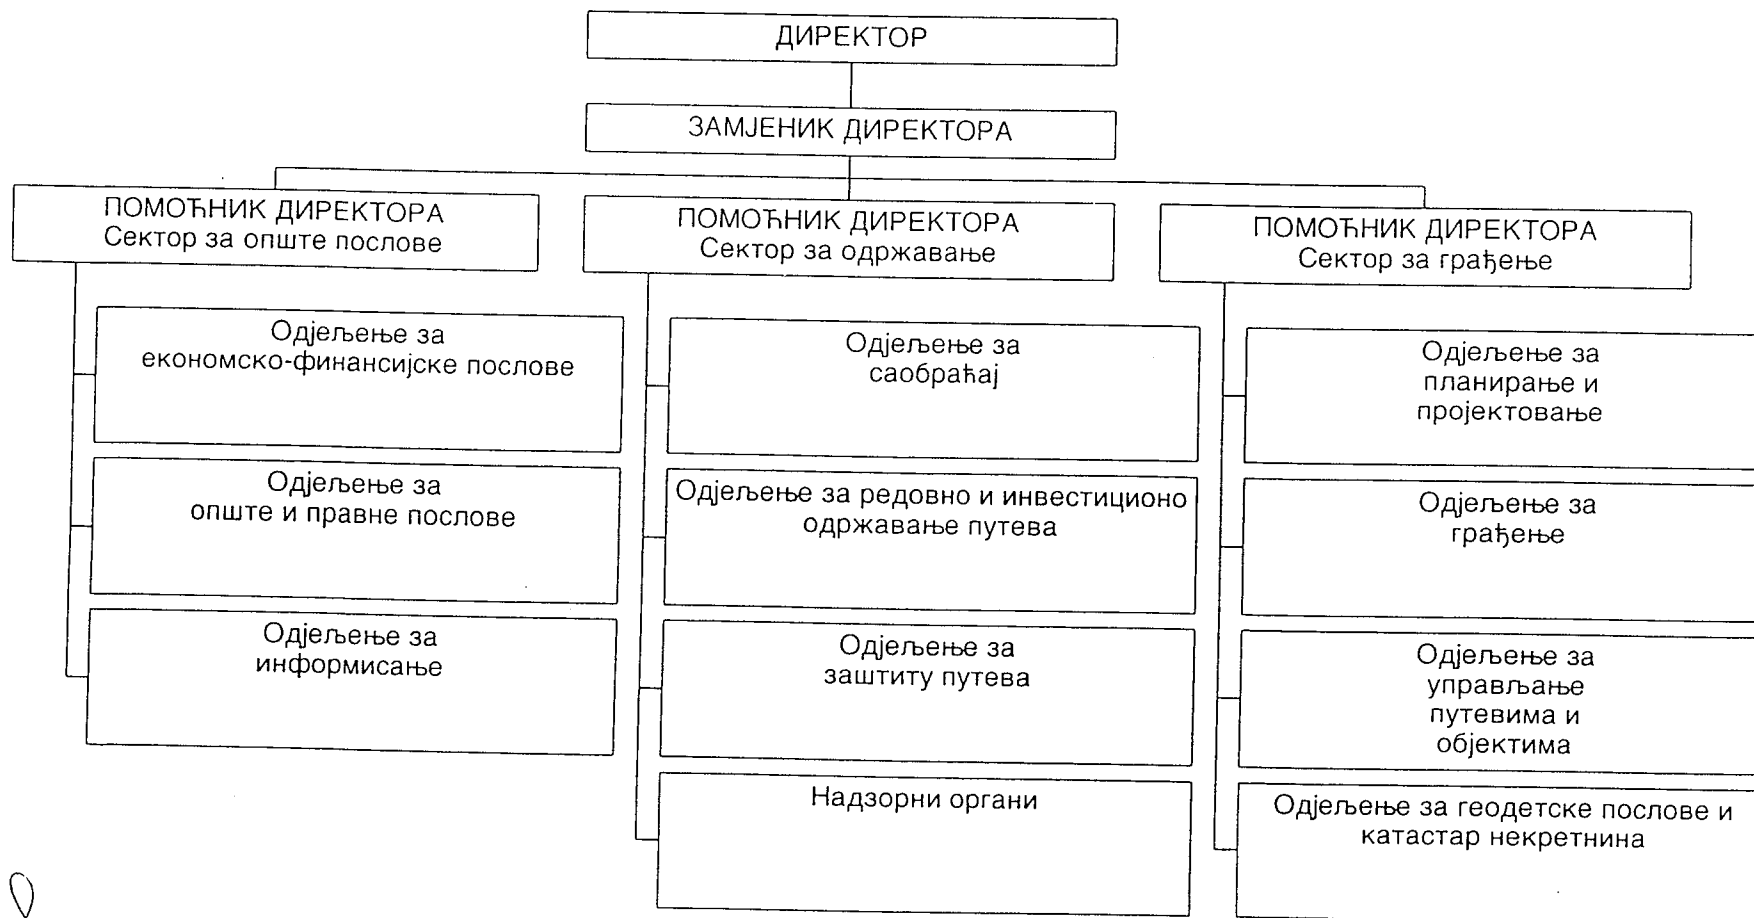 ДИРЕКТОР
ЗАМЈЕНИК ДИРЕКТОРА
ПОМОЋНИК ДИРЕКТОРА
Сектор за опште послове
Одјељење за
економско-финансијске послове
Одјељење за
опште и правне послове
Одјељење за
информисање
ПОМОЋНИК ДИРЕКТОРА
Сектор за одржавање
Одјељење за
саобраћај
Одјељење за редовно и инвестиционо
одржавање путева
Одјељење за
заштиту путева
Надзорни органи
ПОМОЋНИК ДИРЕКТОРА
Сектор за грађење
Одјељење за
планирање и
пројектовање
Одјељење за
грађење
Одјељење за
управљање
путевима и
објектима
Одјељење за геодетске послове и
катастар некретнина